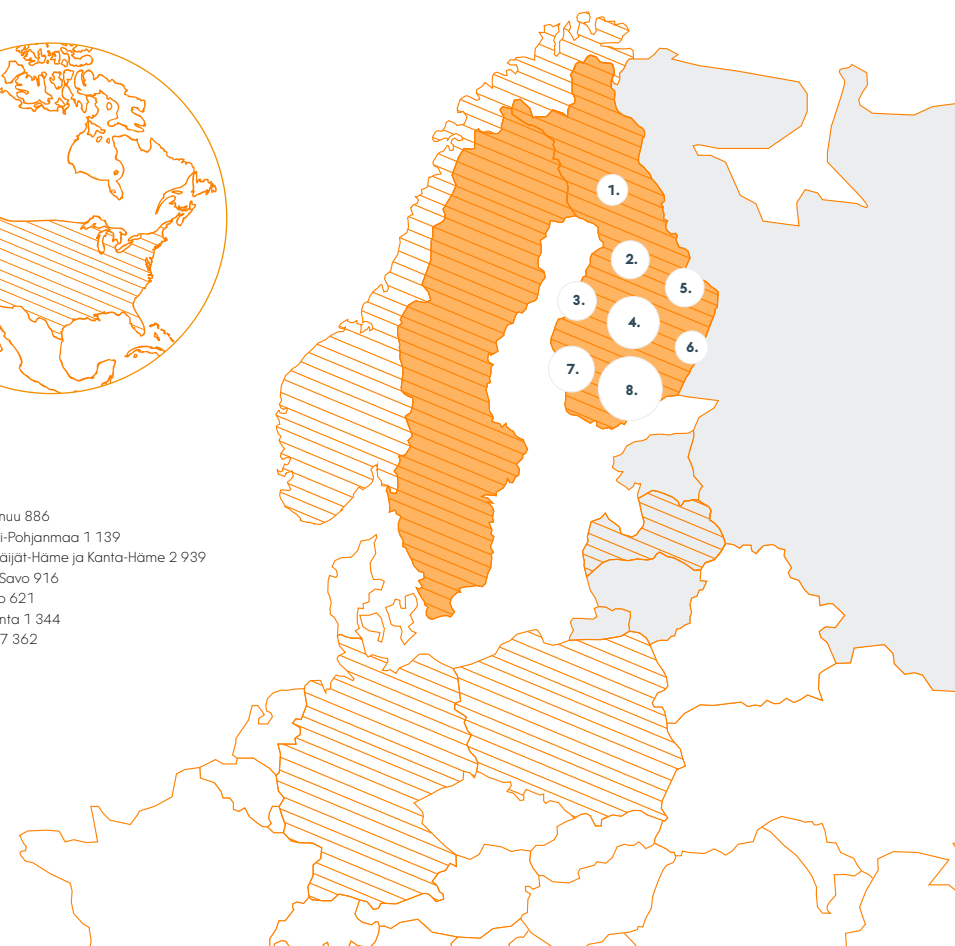 1.
2.
5.
3.
4.
6.
7.
8.
nuu 886
i-Pohjanmaa 1 139
äijät-Häme ja Kanta-Häme 2 939
Savo 916
o 621
nta 1 344
7 362